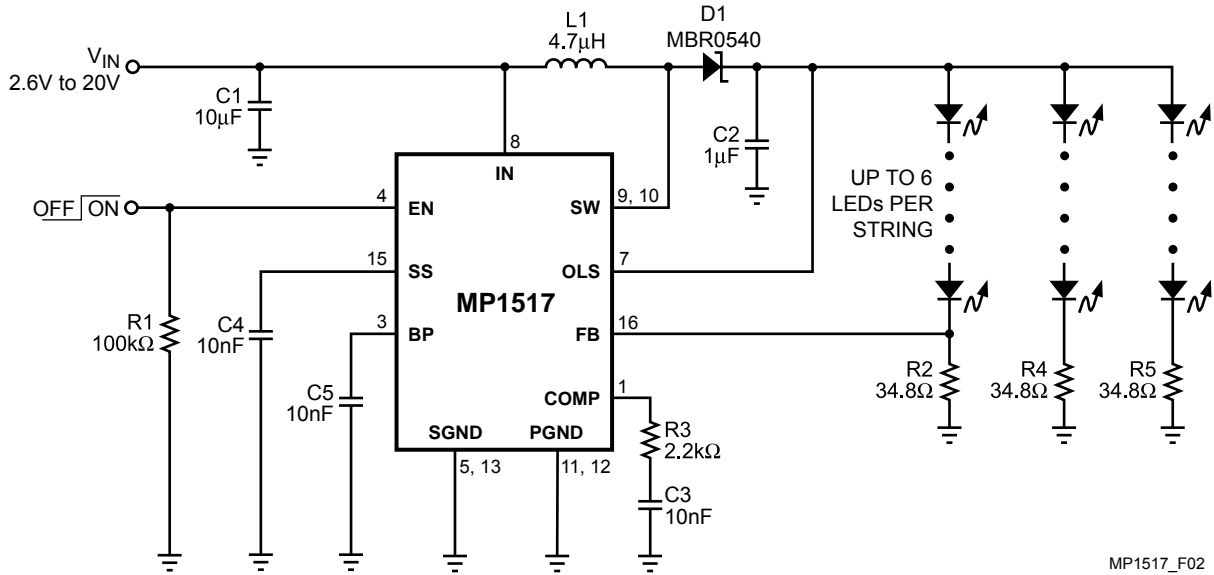 L1
4.7μH
D1
MBR0540
VIN
2.6V to 20V
C1
10μF
C2
1μF
8
IN
OFF ON
4
EN
SW
9, 10
UP TO 6
LEDs PER
STRING
15
SS
OLS
7
MP1517
R1
100kΩ
C4
10nF
3
BP
FB
16
C5
10nF
COMP
1
R2
34.8Ω
R4
34.8Ω
R5
34.8Ω
SGND
PGND
R3
2.2kΩ
5, 13
11, 12
C3
10nF
MP1517_F02